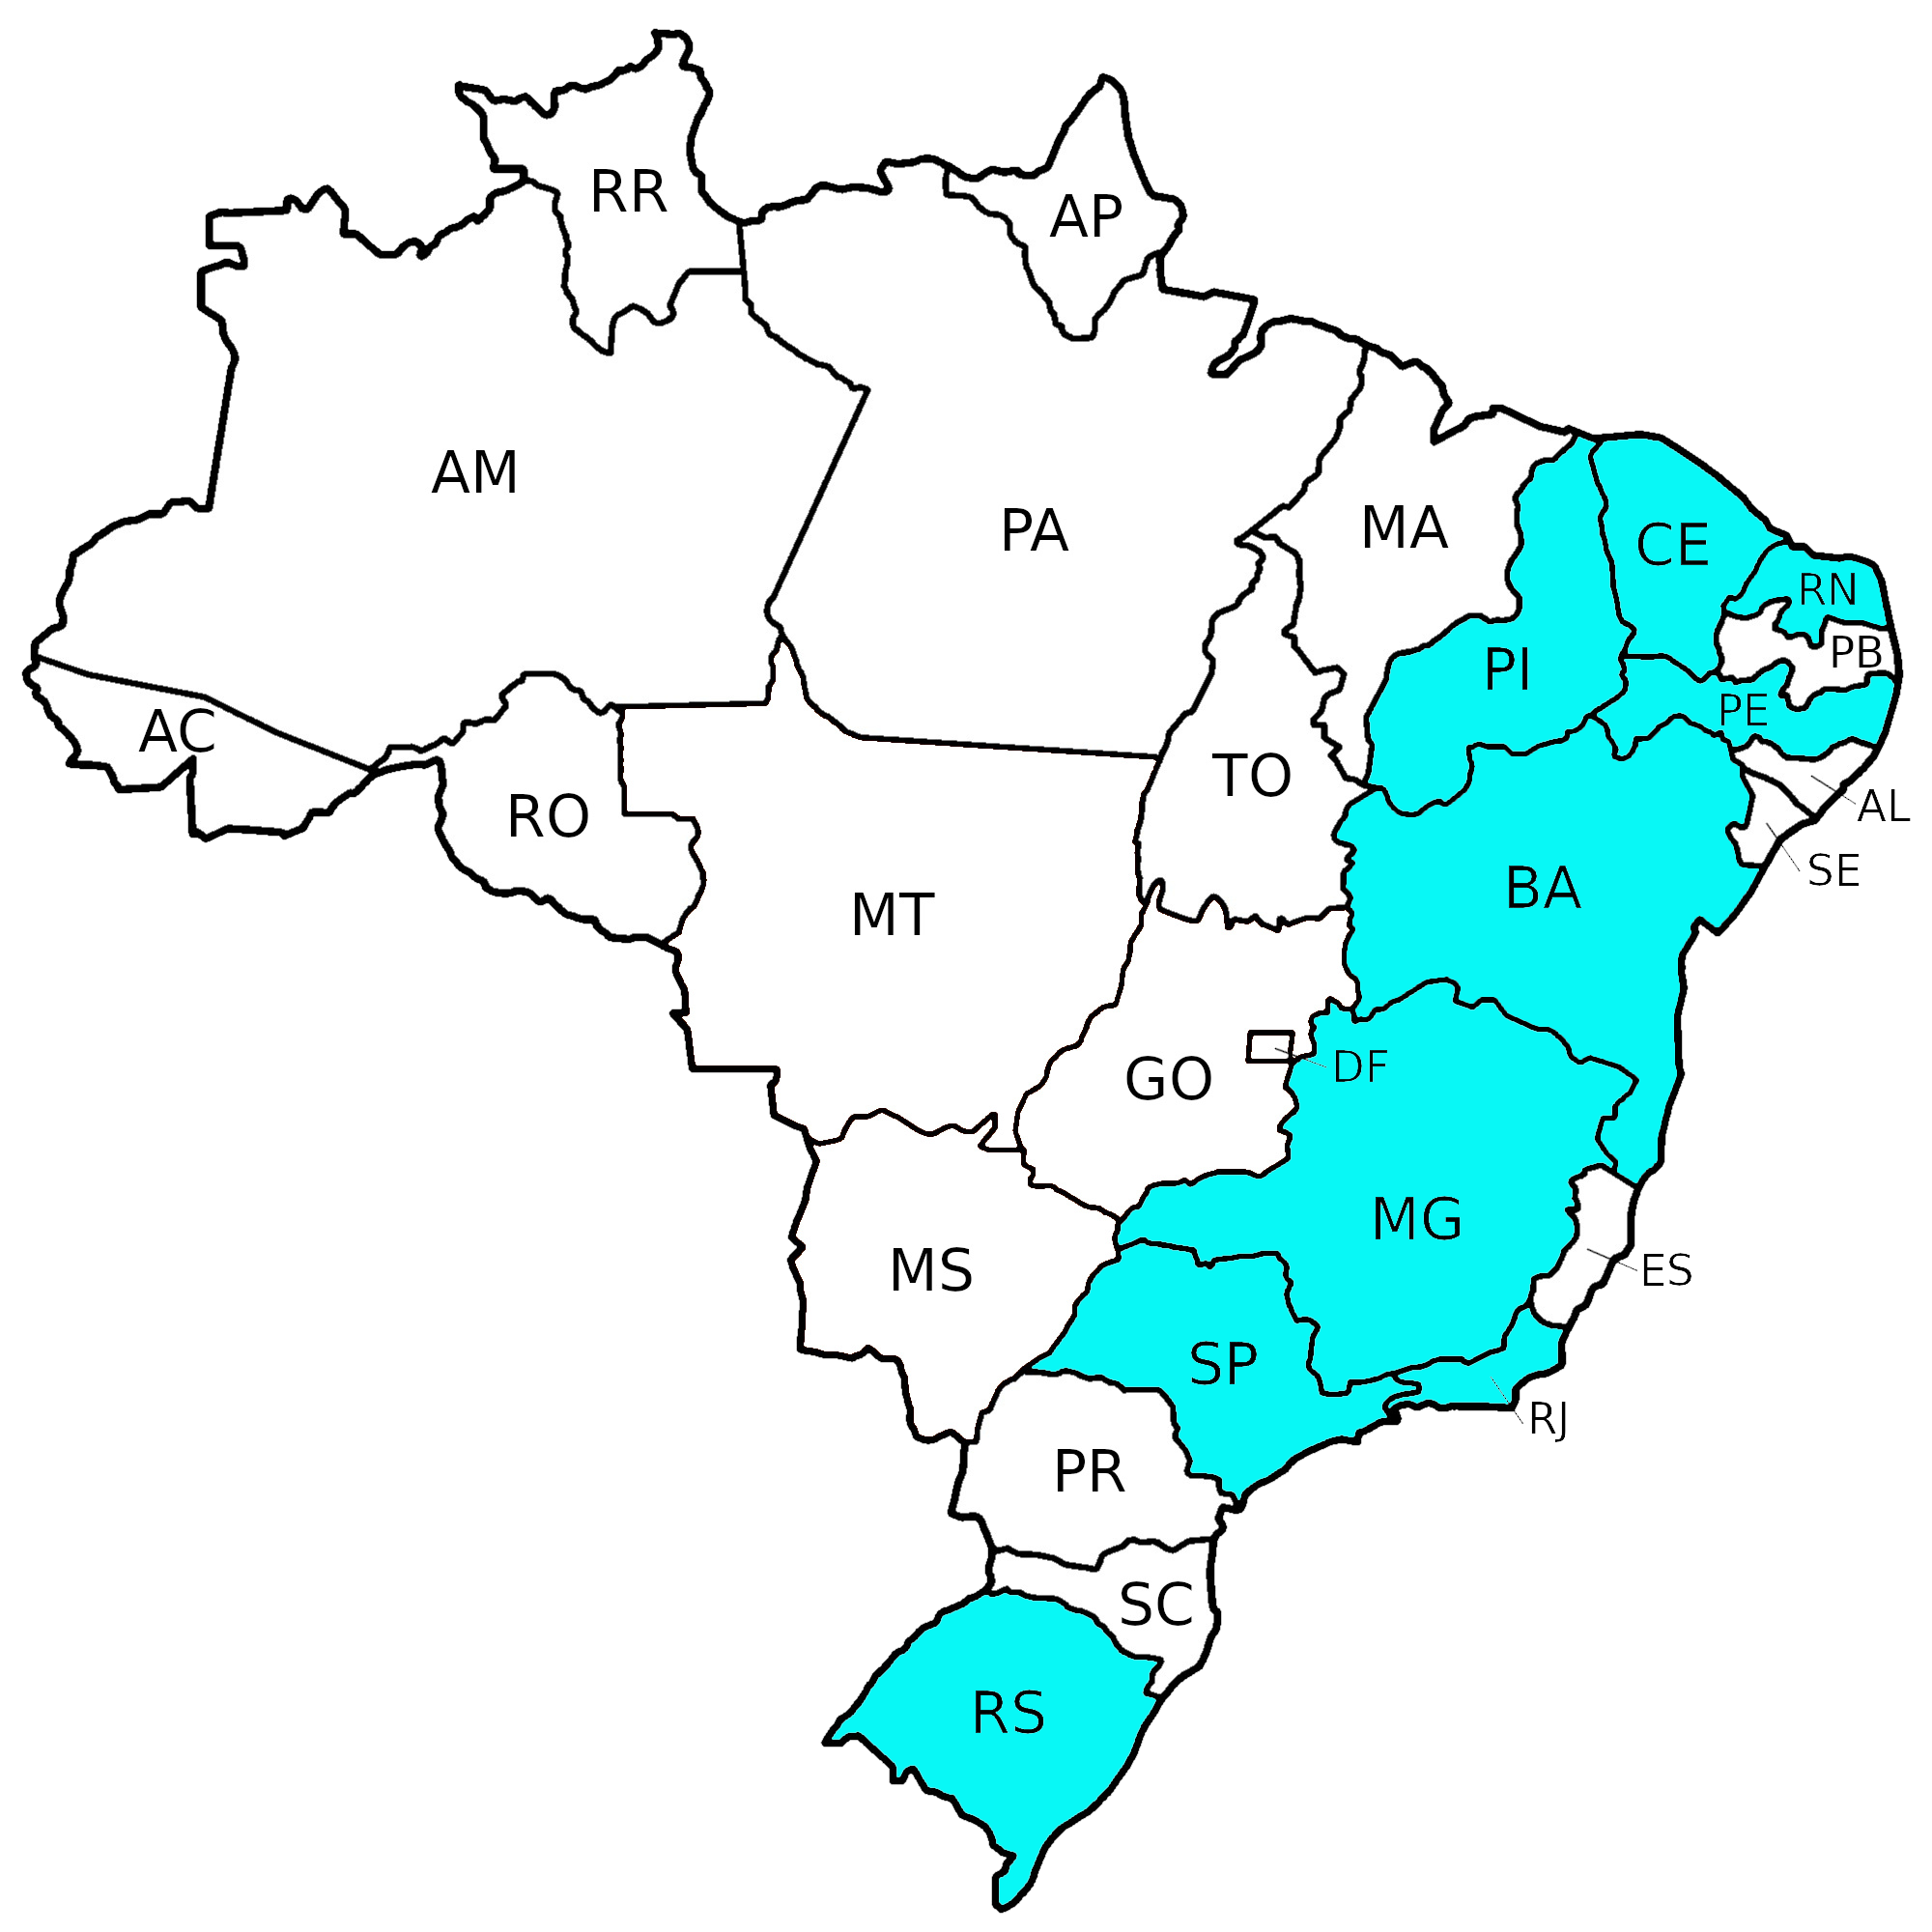 RR
AP
AM
PA
MA
CE
RN
PB
PI
PE
AC
TO
RO
AL
SE
BA
MT
DF
GO
MG
MS
ES
SP
RJ
PR
SC
RS